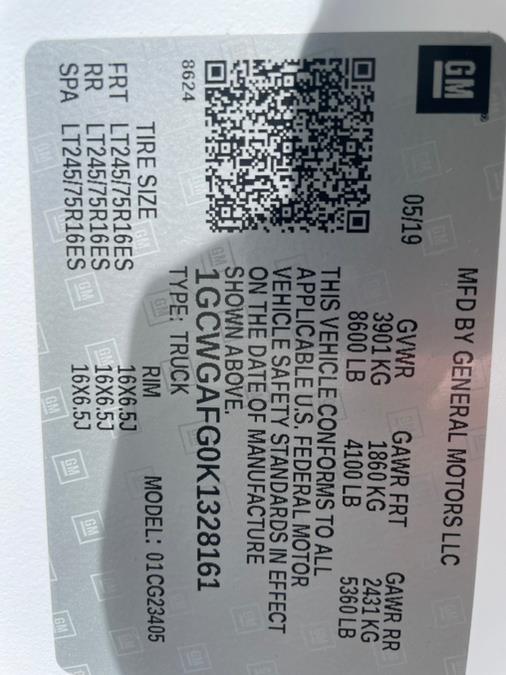 GM
MFD BY GENERAL MOTORS LLC
05/19
GVWR GAWR FRT GAWR RR
3901 KG 1860 KG 2431 KG
8600 LB 4100 LB 5360 LB
THIS VEHICLE CONFORMS TO ALL
APPLICABLE U.S. FEDERAL MOTOR
VEHICLE SAFETY STANDARDS IN EFFECT
ON THE DATE OF MANUFACTURE
SHOWN ABOVE.
1GCWGAFG0K1328161
TYPE: TRUCK
8624
MODEL: 01CG23405
TIRE SIZE RIM
FRT LT245/75R16ES 16X6.5J
RR LT245/75R16ES 16X6.5J
SPA LT245/75R16ES 16X6.5J